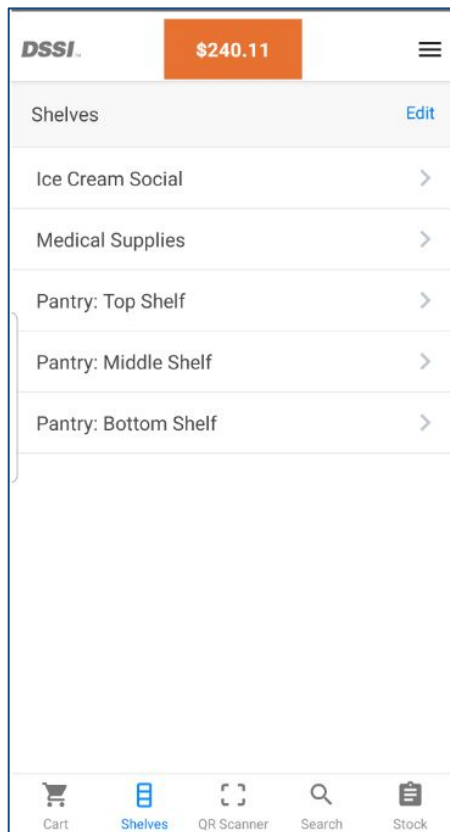 DSSI™ $240.11
Shelves Edit
Ice Cream Social
Medical Supplies
Pantry: Top Shelf
Pantry: Middle Shelf
Pantry: Bottom Shelf
Cart Shelves QR Scanner Search Stock